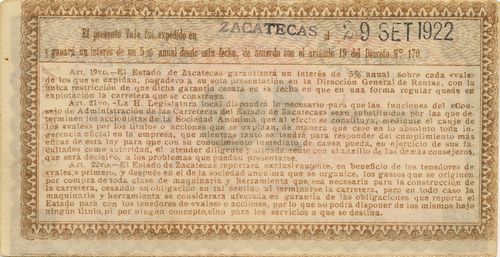 El presente Vale fué expedido en ZACATECAS al 29 SET 1922
y ganará un interés de un 5% anual desde esta fecha, de acuerdo con el artículo 19 del Decreto Nº 170
Art. 19vo.—El Estado de Zacatecas garantizará un interés de 5% anual sobre cada «vale»
de los que se expidan, pagadero a su sola presentación en la Dirección General de Rentas, con la
única restricción de que dicha garantía cesará en la fecha en que en una forma regular quede en
explotación la carretera que se construya.
Art. 21vo.—La H. Legislatura local dispondrá lo necesario para que las funciones del «Con-
sejo de Administración de las Carreteras del Estado de Zacatecas» sean substituidas por las que de-
terminen los accionistas de la Sociedad Anónima que al efecto se constituya, mediante el canje de
los «vales» por los títulos o acciones que se expidan, de manera que cese en lo absoluto toda in-
gerencia oficial en la empresa, que mientras tanto se tendrá para responder del cumplimiento más
eficaz de esta ley para que con su conocimiento inmediato de causa pueda, en ejercicio de sus fa-
cultades como autoridad, atender diligente y eficazmente con el auxilio de los demás consejeros,
que será decisivo, a los problemas que puedan presentarse.
Art. 22vo.—El Estado de Zacatecas reportará exclusivamente, en beneficio de los tenedores de
«vales» primero, y después en el de la sociedad anónima que se organice, los gastos que se originen
por compra de toda clase de maquinaria y herramienta que sea necesaria para la construcción de
la carretera, cesando su obligación en tal sentido al terminarse la carretera, pero en todo caso la
maquinaria y herramienta se considerará afectada en garantía de las obligaciones que reporta el
Estado para con los tenedores de «vales» o acciones, por lo que no podrá disponer de los mismos bajo
ningún título, ni por ningún concepto, sino para los servicios a que se destina.